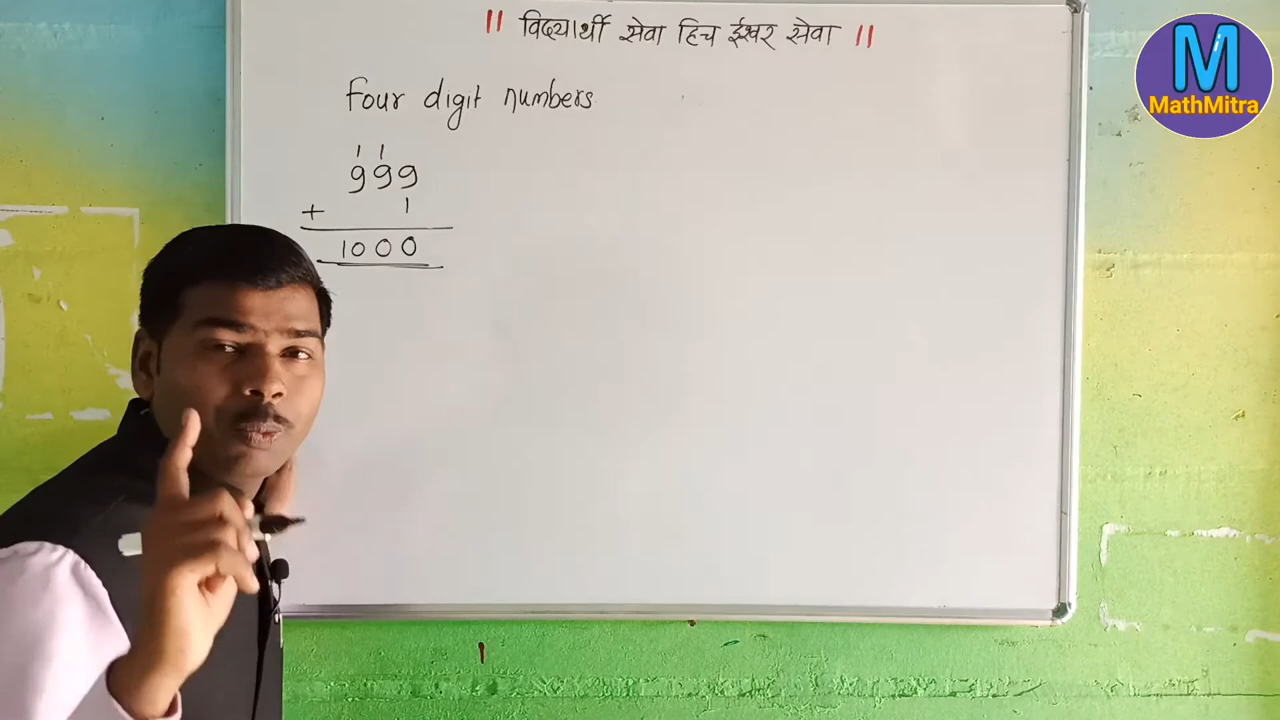 || विद्यार्थी सेवा हिच ईश्वर सेवा ||
M
MathMitra
Four digit numbers
1 1
999
+ 1
1000